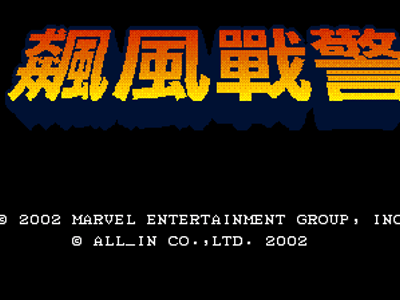 飆風戰警
© 2002 MARVEL ENTERTAINMENT GROUP, INC
© ALL_IN CO.,LTD. 2002